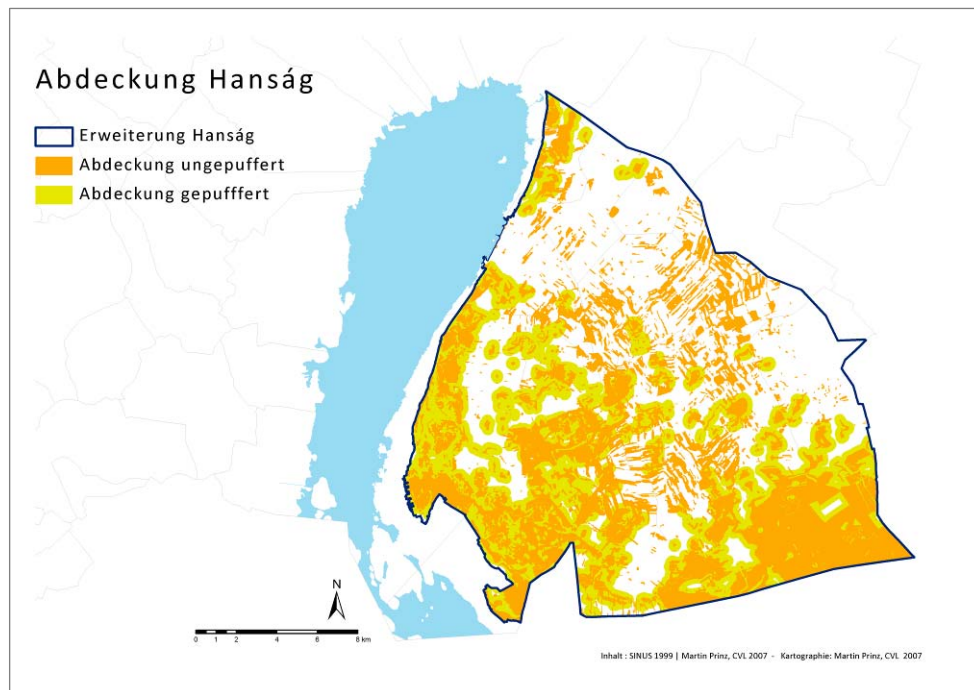 Abdeckung Hanság
Erweiterung Hanság
Abdeckung ungepuffert
Abdeckung gepufffert
N
0 1 2 4 6 8 km
Inhalt : SINUS 1999 | Martin Prinz, CVL 2007 - Kartographie: Martin Prinz, CVL 2007